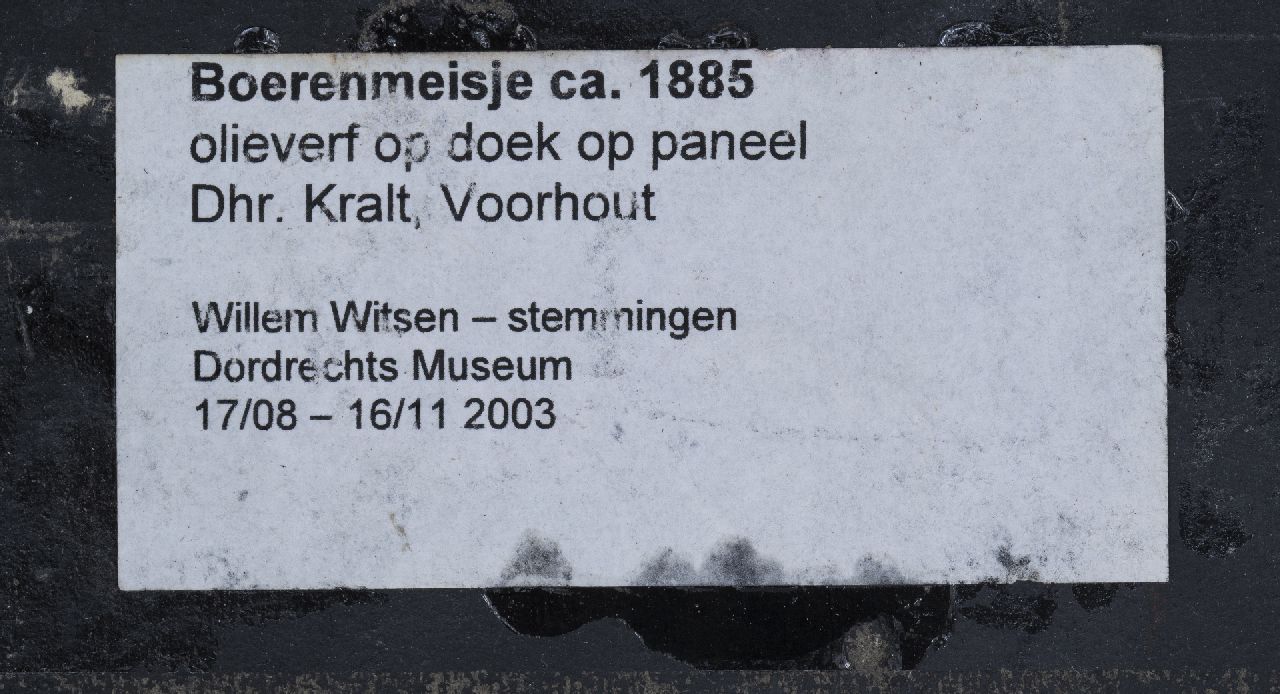 Boerenmeisje ca. 1885
olieverf op doek op paneel
Dhr. Kralt, Voorhout
Willem Witsen – stemmingen
Dordrechts Museum
17/08 – 16/11 2003